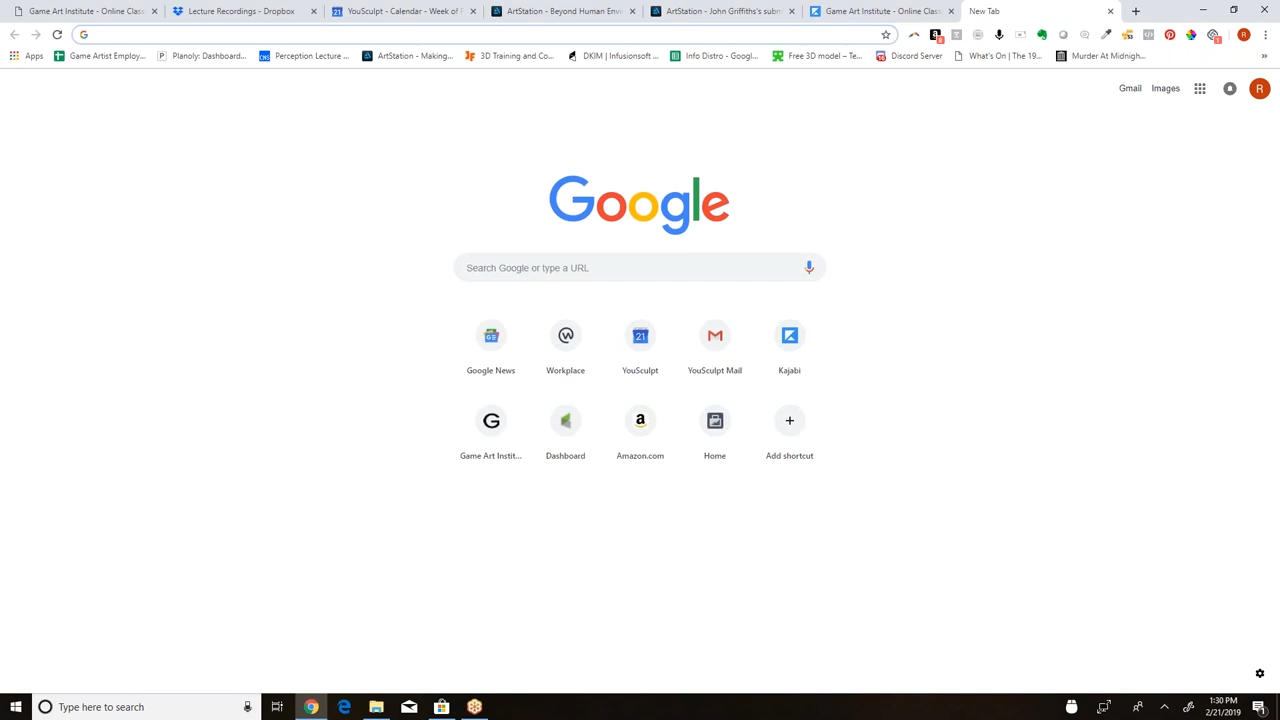 Game Art Institute - Online Class
Lecture Recordings - Dropbox
YouSculpt - Calendar - Week of F
ArtStation - Beyond Human Envi
ArtStation - John Griffiths's subm
Game Art Institute - Online Class
New Tab
Apps
Game Artist Employ...
Planoly: Dashboard...
Perception Lecture ...
ArtStation - Making...
3D Training and Co...
DKIM | Infusionsoft ...
Info Distro - Googl...
Free 3D model – Te...
Discord Server
What's On | The 19...
Murder At Midnigh...
»
Gmail
Images
R
Google
Search Google or type a URL
Google News
Workplace
YouSculpt
YouSculpt Mail
Kajabi
Game Art Instit...
Dashboard
Amazon.com
Home
Add shortcut
Type here to search
1:30 PM
2/21/2019